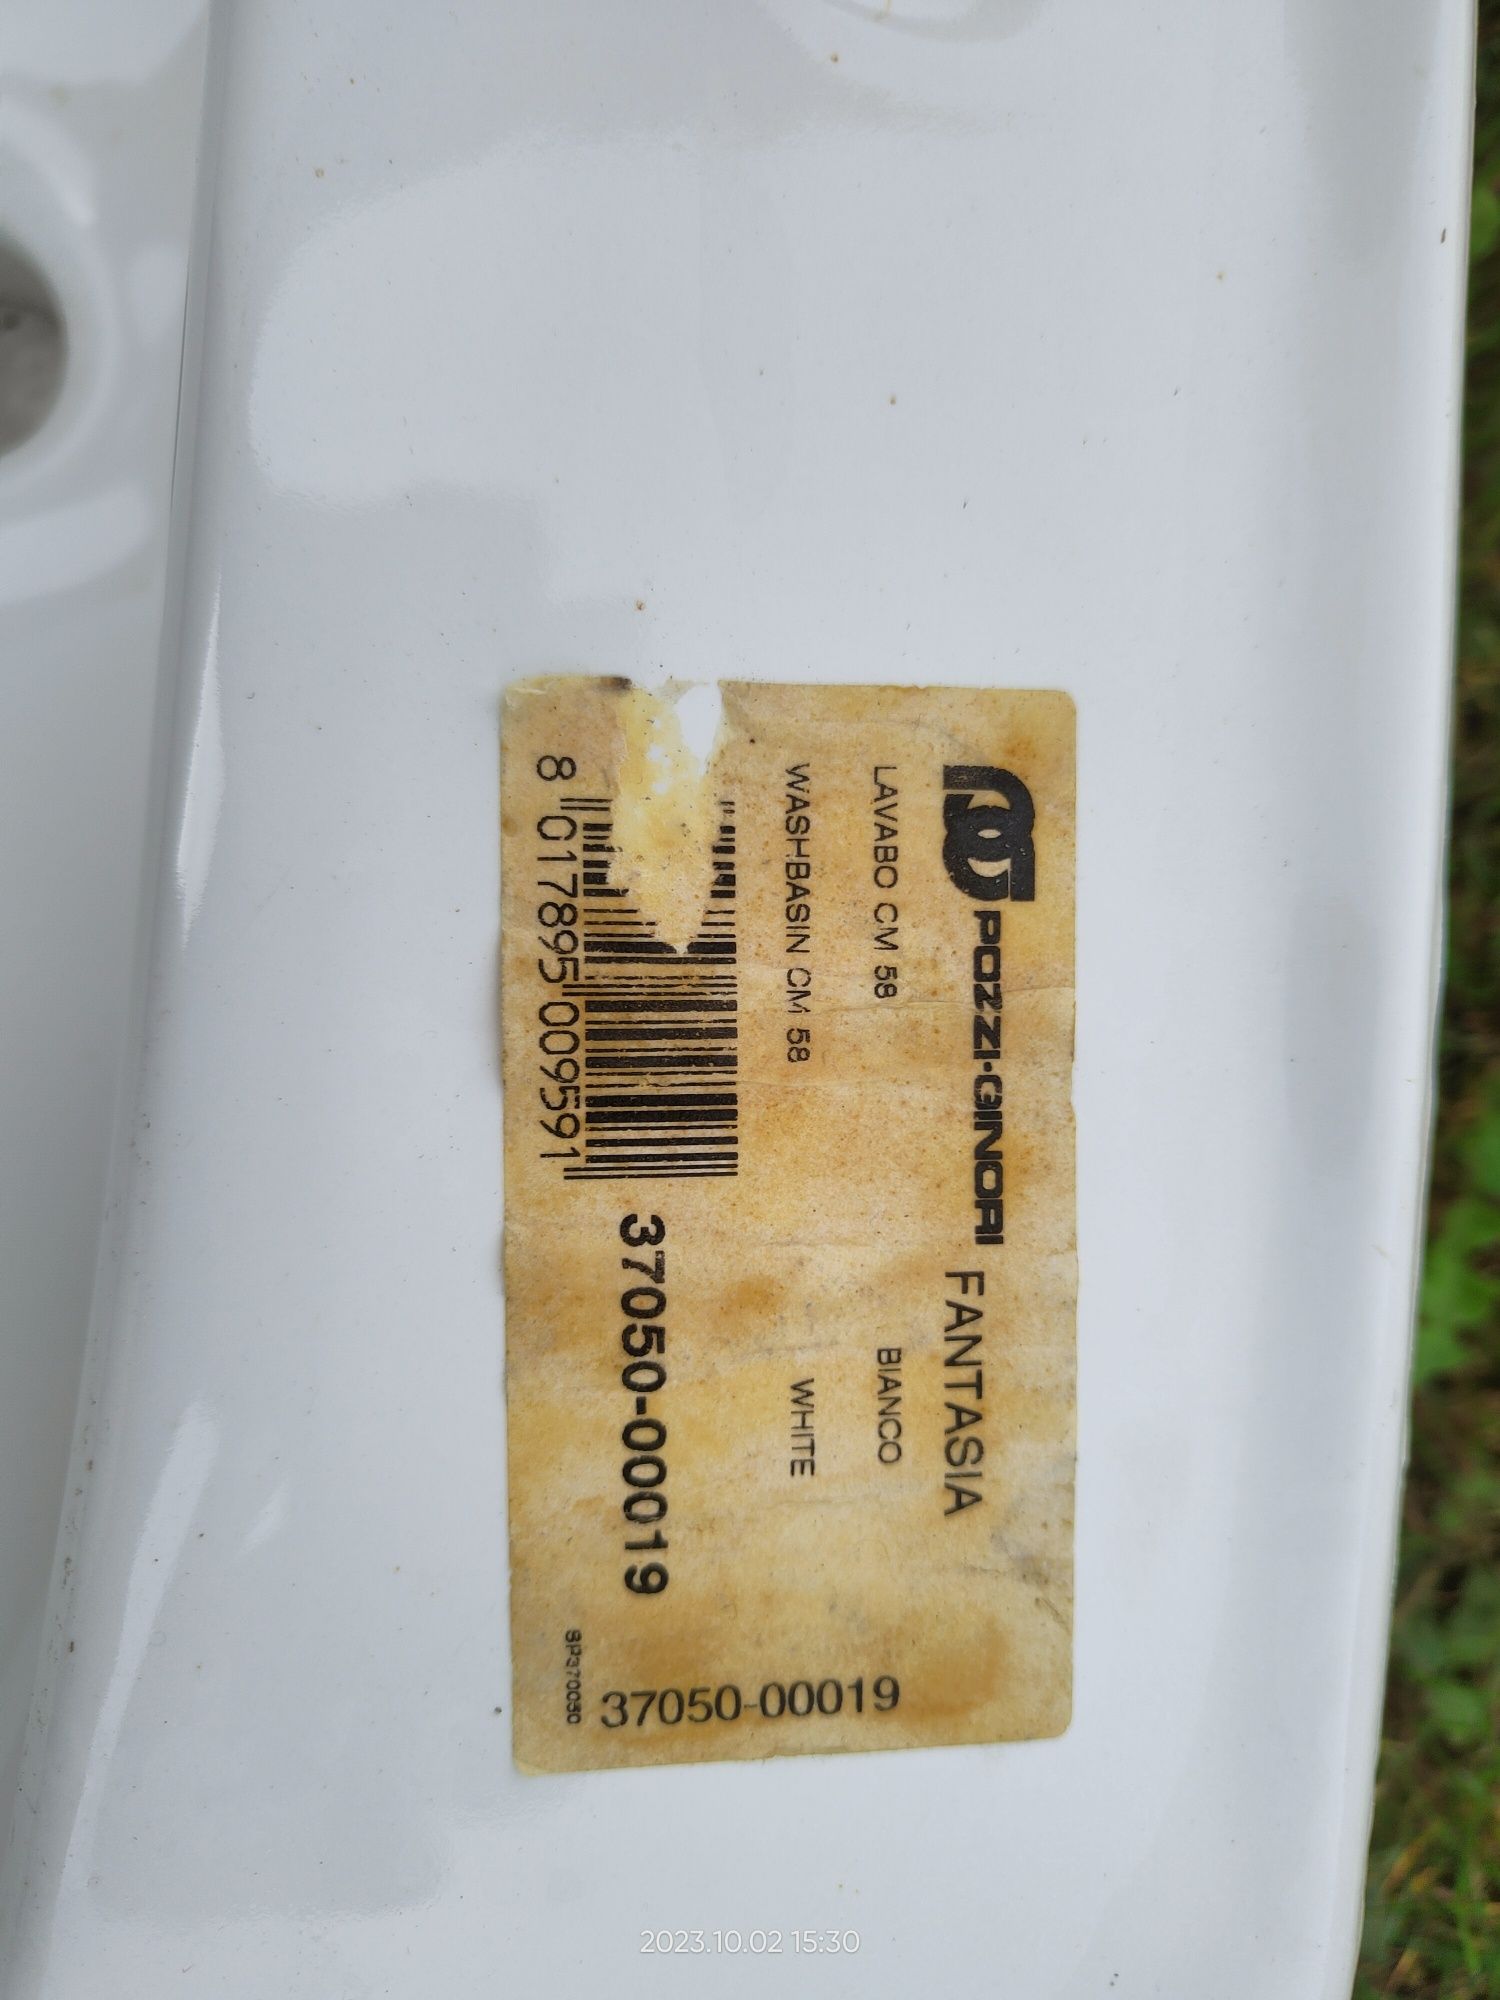 POZZI-GINORI FANTASIA
LAVABO CM 58 BIANCO
WASHBASIN CM 58 WHITE
37050-00019
8 017895 009591
SP370050
37050-00019
2023.10.02 15:30